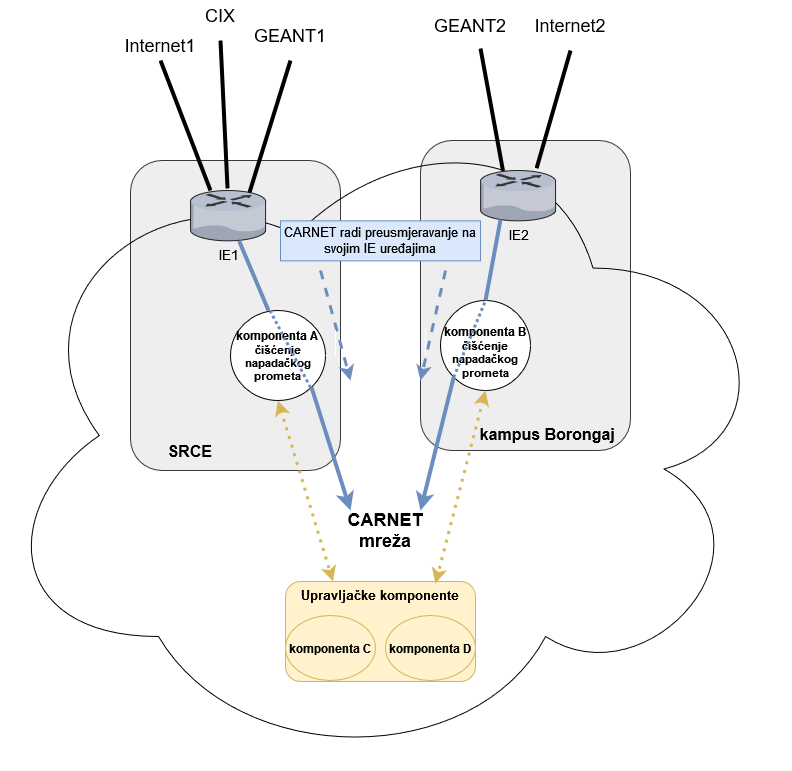 CIX
Internet1
GEANT1
GEANT2
Internet2
IE1
IE2
CARNET radi preusmjeravanje na
svojim IE uređajima
komponenta A
čišćenje
napadačkog
prometa
komponenta B
čišćenje
napadačkog
prometa
SRCE
kampus Borongaj
CARNET
mreža
Upravljačke komponente
komponenta C
komponenta D